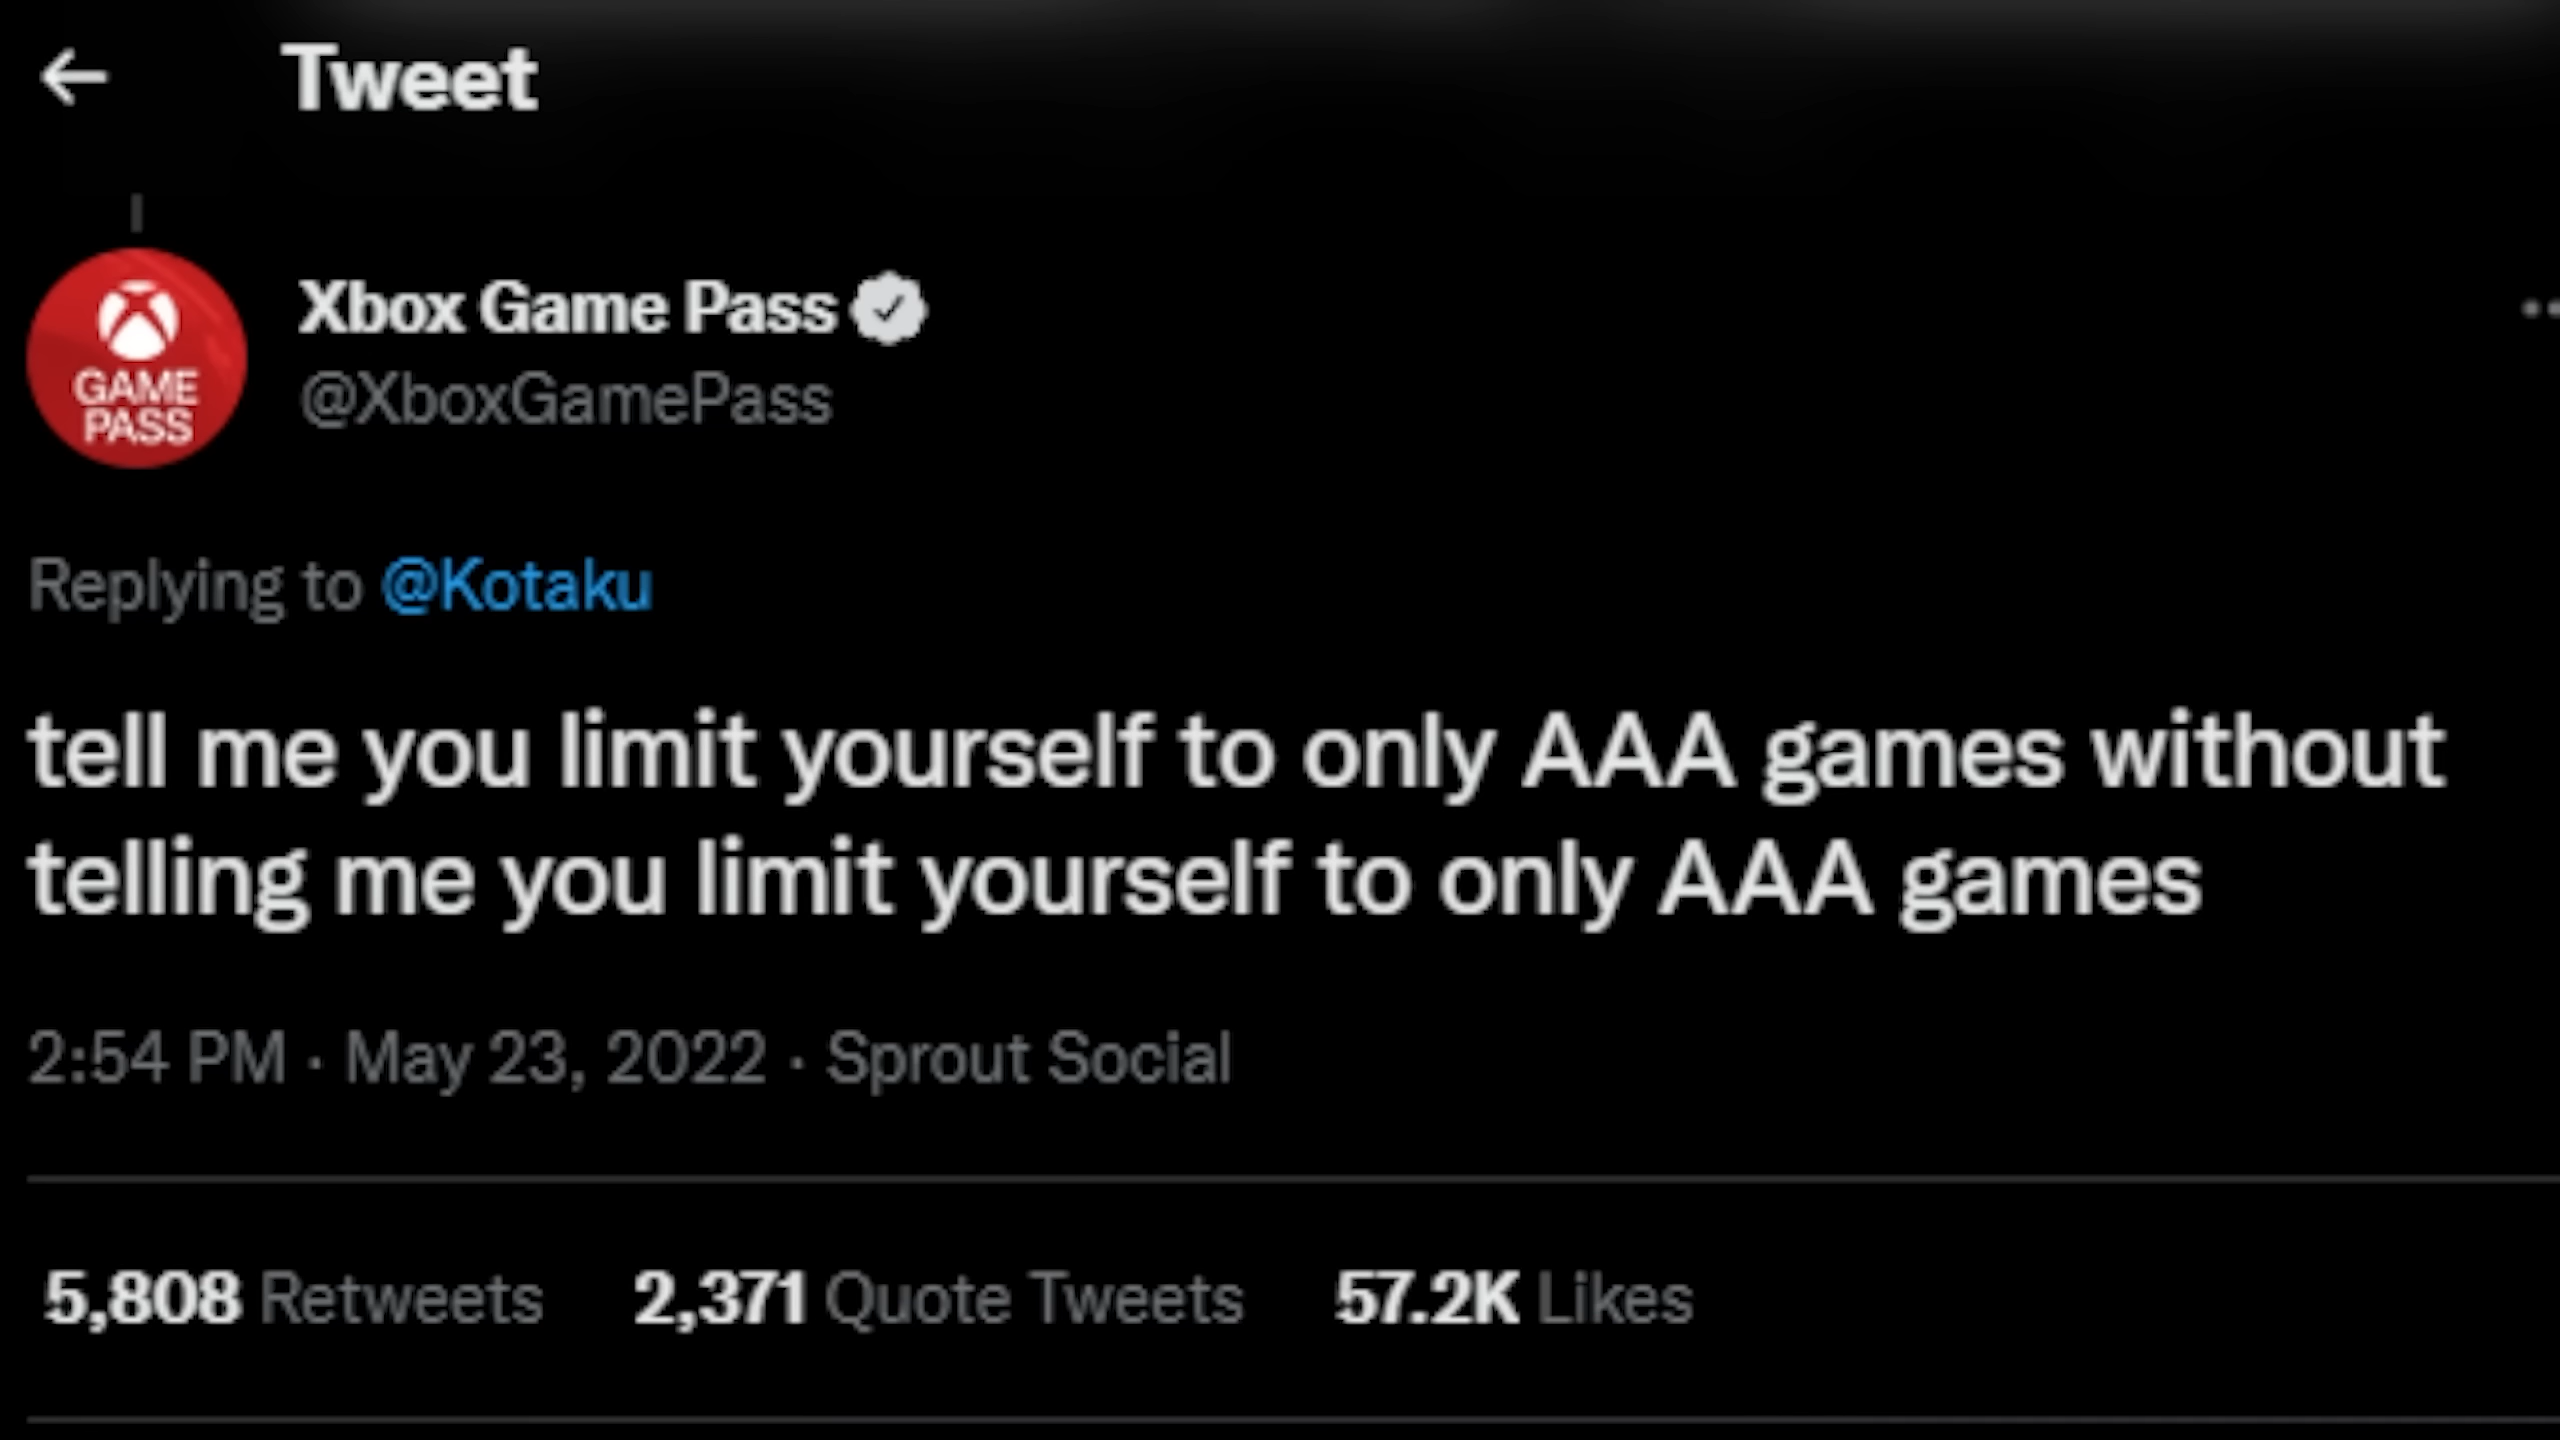 Tweet
GAME
PASS
Xbox Game Pass
@XboxGamePass
Replying to @Kotaku
tell me you limit yourself to only AAA games without
telling me you limit yourself to only AAA games
2:54 PM · May 23, 2022 · Sprout Social
5,808 Retweets 2,371 Quote Tweets 57.2K Likes